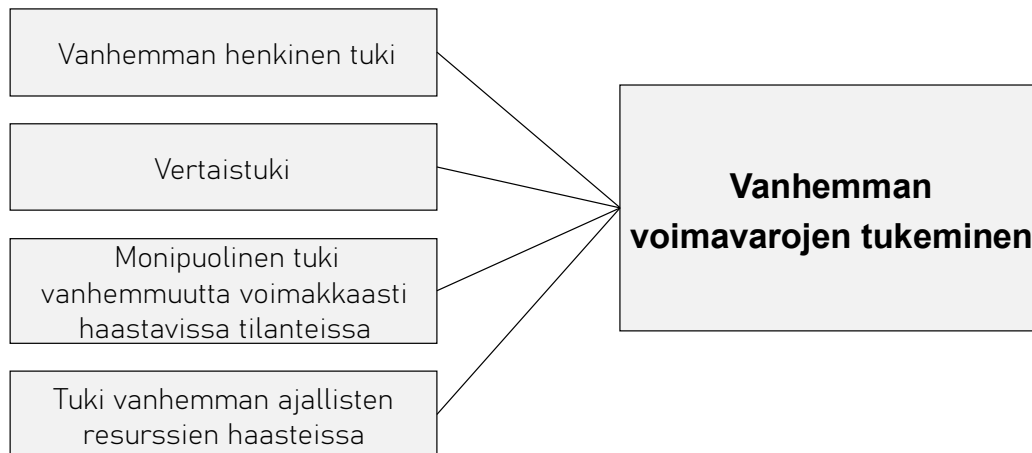 Vanhemman henkinen tuki
Vertaistuki
Monipuolinen tuki
vanhemmuutta voimakkaasti
haastavissa tilanteissa
Tuki vanhemman ajallisten
resurssien haasteissa
Vanhemman
voimavarojen tukeminen